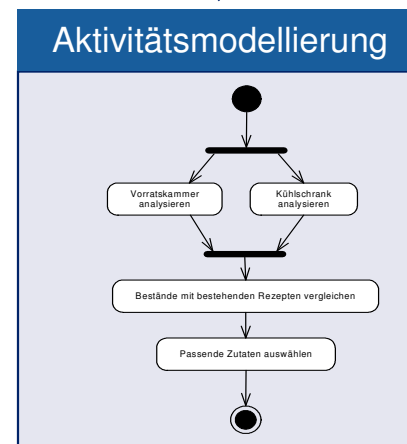 Aktivitätsmodellierung
Vorratskammer
analysieren
Kühlschrank
analysieren
Bestände mit bestehenden Rezepten vergleichen
Passende Zutaten auswählen